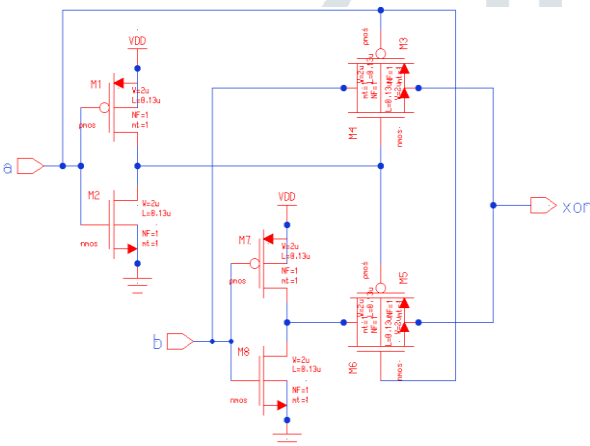 VDD
M1
W=2u
L=0.13u
NF=1
mt=1
pmos
a
M2
W=2u
L=0.13u
NF=1
mt=1
nmos
pmos
M3
M4
nmos
xor
VDD
M7
W=2u
L=0.13u
NF=1
mt=1
pmos
b
M8
W=2u
L=0.13u
NF=1
mt=1
nmos
pmos
M5
M6
nmos